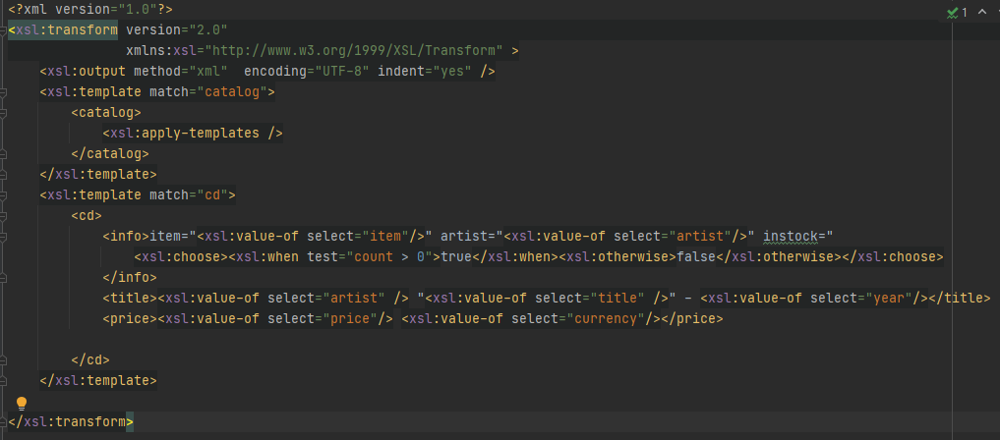 <?xml version="1.0"?>
1
<xsl:transform version="2.0"
xmlns:xsl="http://www.w3.org/1999/XSL/Transform" >
<xsl:output method="xml"  encoding="UTF-8" indent="yes" />
<xsl:template match="catalog">
<catalog>
<xsl:apply-templates />
</catalog>
</xsl:template>
<xsl:template match="cd">
<cd>
<info>item="<xsl:value-of select="item"/>" artist="<xsl:value-of select="artist"/>" instock="
<xsl:choose><xsl:when test="count > 0">true</xsl:when><xsl:otherwise>false</xsl:otherwise></xsl:choose>
</info>
<title><xsl:value-of select="artist" /> "<xsl:value-of select="title" />" - <xsl:value-of select="year"/></title>
<price><xsl:value-of select="price"/> <xsl:value-of select="currency"/></price>
</cd>
</xsl:template>
</xsl:transform>